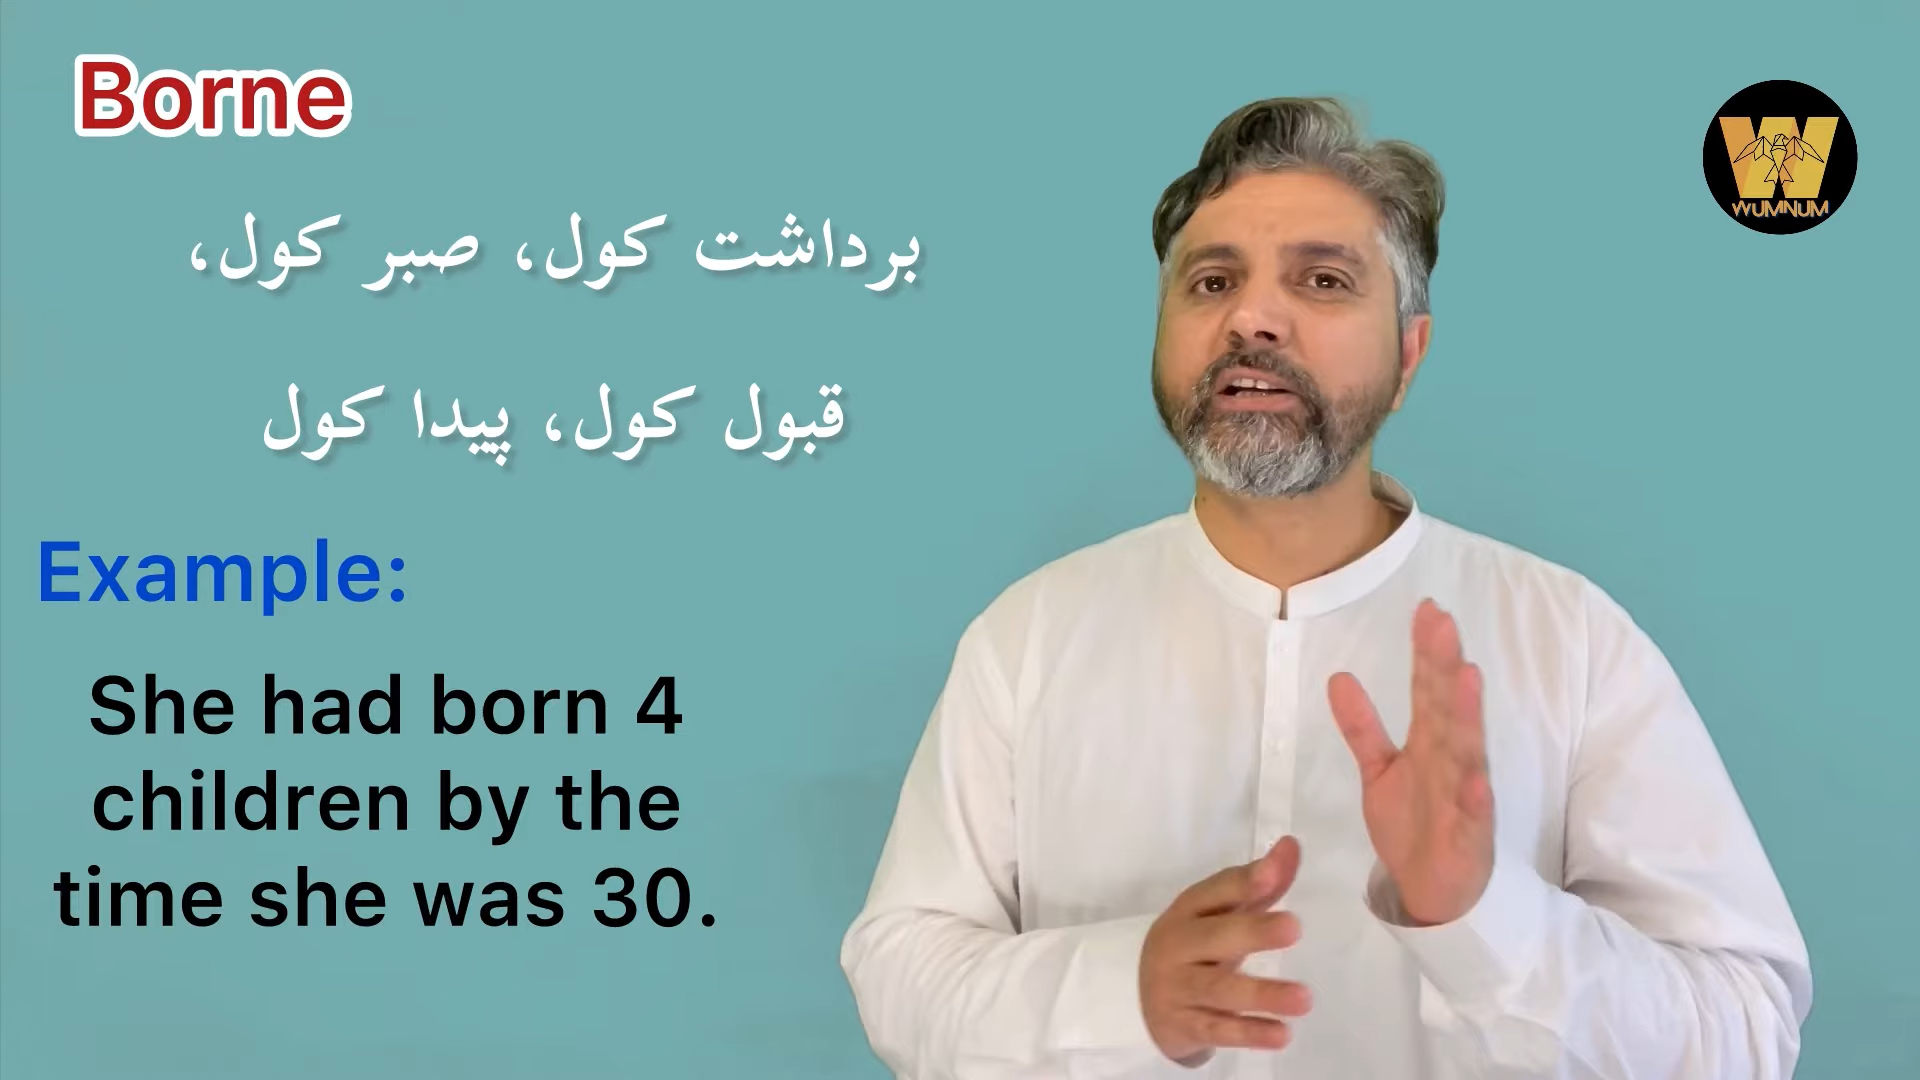 Borne
برداشت کول، صبر کول،
قبول کول، پیدا کول
Example:
She had born 4
children by the
time she was 30.
WUMNUM